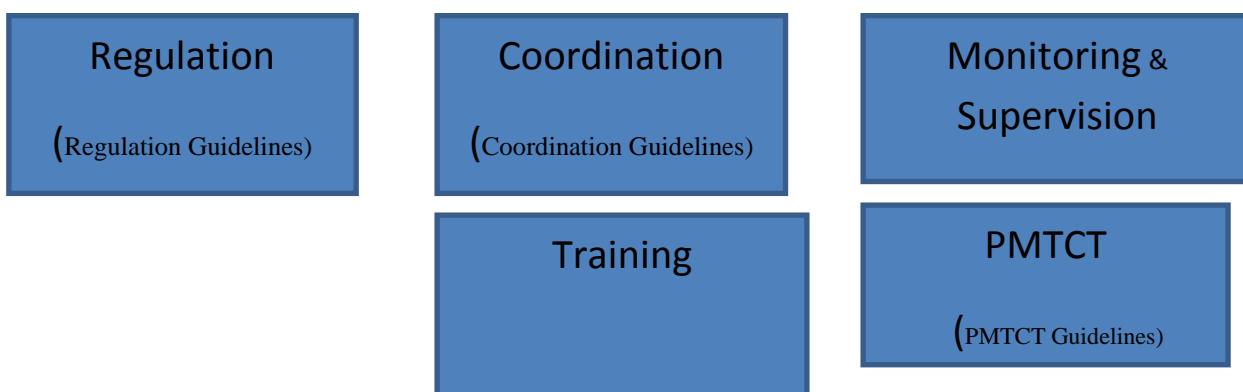 Regulation
(Regulation Guidelines)
Coordination
(Coordination Guidelines)
Monitoring &
Supervision
Training
PMTCT
(PMTCT Guidelines)